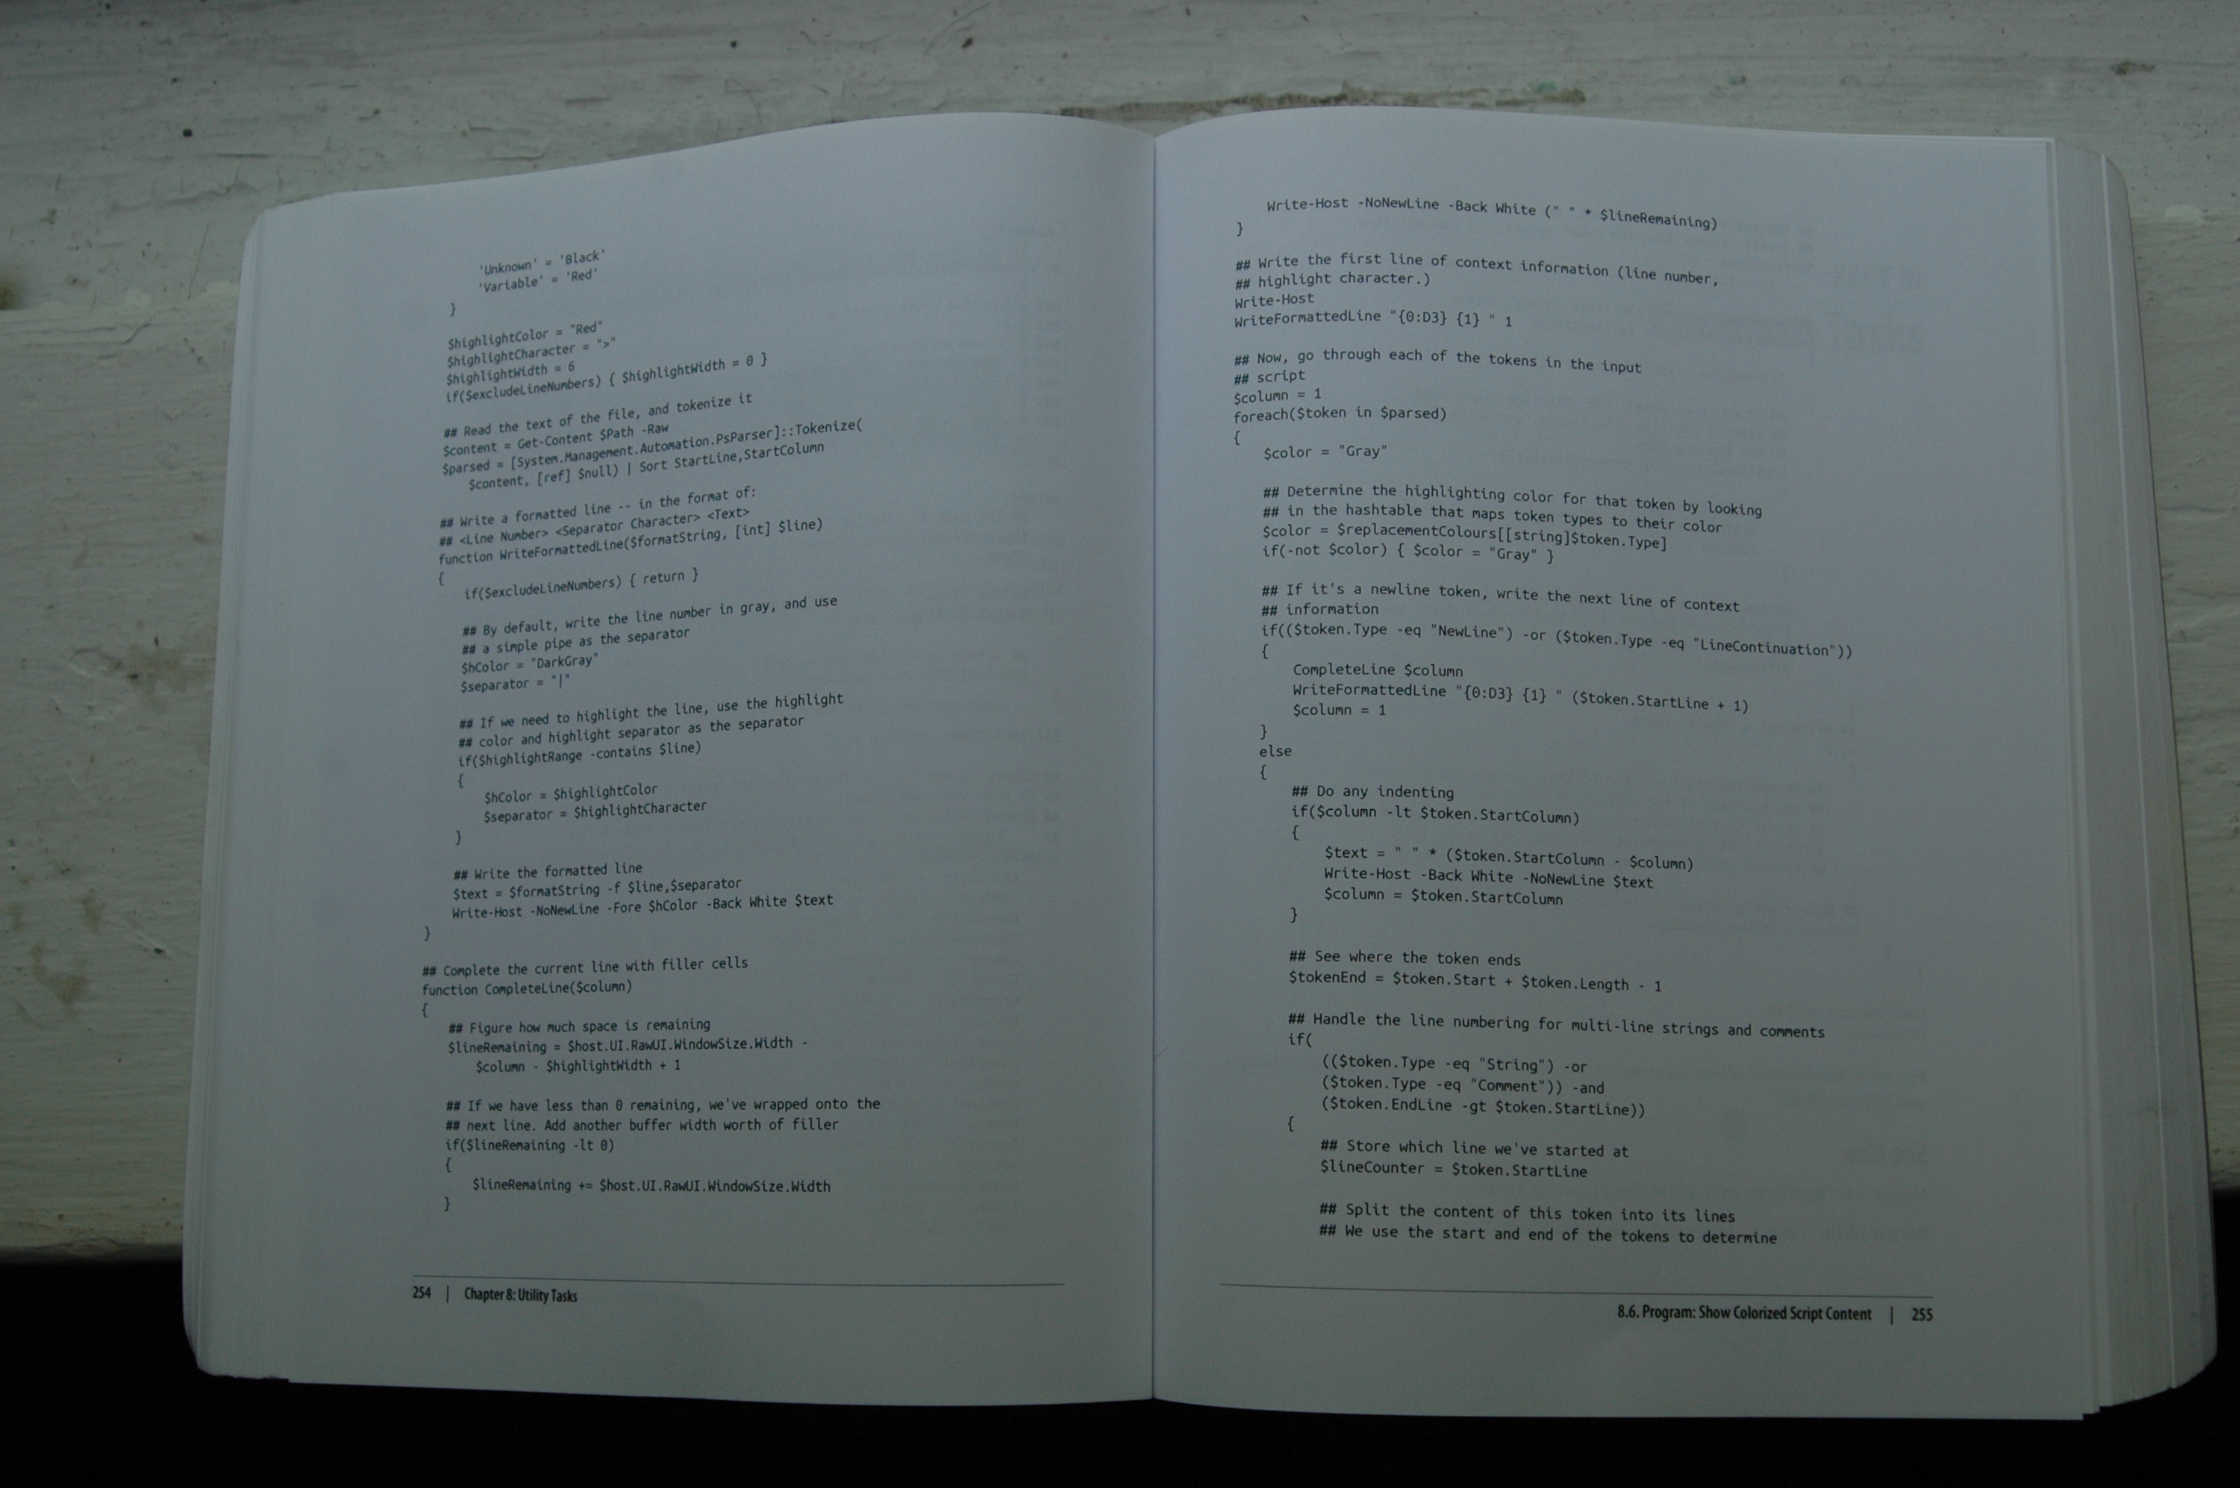 'Unknown' = 'Black'
'Variable' = 'Red'
}
$highlightColor = "Red"
$highlightCharacter = ">"
$highlightWidth = 6
if($excludeLineNumbers) { $highlightWidth = 0 }
## Read the text of the file, and tokenize it
$content = Get-Content $Path -Raw
$parsed = [System.Management.Automation.PsParser]::Tokenize(
$content, [ref] $null) | Sort StartLine,StartColumn
## Write a formatted line -- in the format of:
## <Line Number> <Separator Character> <Text>
function WriteFormattedLine($formatString, [int] $line)
{
if($excludeLineNumbers) { return }
## By default, write the line number in gray, and use
## a simple pipe as the separator
$hColor = "DarkGray"
$separator = "|"
## If we need to highlight the line, use the highlight
## color and highlight separator as the separator
if($highlightRange -contains $line)
{
$hColor = $highlightColor
$separator = $highlightCharacter
}
## Write the formatted line
$text = $formatString -f $line,$separator
Write-Host -NoNewLine -Fore $hColor -Back White $text
}
## Complete the current line with filler cells
function CompleteLine($column)
{
## Figure how much space is remaining
$lineRemaining = $host.UI.RawUI.WindowSize.Width -
$column - $highlightWidth + 1
## If we have less than 0 remaining, we've wrapped onto the
## next line. Add another buffer width worth of filler
if($lineRemaining -lt 0)
{
$lineRemaining += $host.UI.RawUI.WindowSize.Width
}
254 | Chapter 8: Utility Tasks
Write-Host -NoNewLine -Back White (" " * $lineRemaining)
}
## Write the first line of context information (line number,
## highlight character.)
Write-Host
WriteFormattedLine "{0:D3} {1} " 1
## Now, go through each of the tokens in the input
## script
$column = 1
foreach($token in $parsed)
{
$color = "Gray"
## Determine the highlighting color for that token by looking
## in the hashtable that maps token types to their color
$color = $replacementColours[[string]$token.Type]
if(-not $color) { $color = "Gray" }
## If it's a newline token, write the next line of context
## information
if(($token.Type -eq "NewLine") -or ($token.Type -eq "LineContinuation"))
{
CompleteLine $column
WriteFormattedLine "{0:D3} {1} " ($token.StartLine + 1)
$column = 1
}
else
{
## Do any indenting
if($column -lt $token.StartColumn)
{
$text = " " * ($token.StartColumn - $column)
Write-Host -Back White -NoNewLine $text
$column = $token.StartColumn
}
## See where the token ends
$tokenEnd = $token.Start + $token.Length - 1
## Handle the line numbering for multi-line strings and comments
if(
(($token.Type -eq "String") -or
($token.Type -eq "Comment")) -and
($token.EndLine -gt $token.StartLine))
{
## Store which line we've started at
$lineCounter = $token.StartLine
## Split the content of this token into its lines
## We use the start and end of the tokens to determine
8.6. Program: Show Colorized Script Content | 255